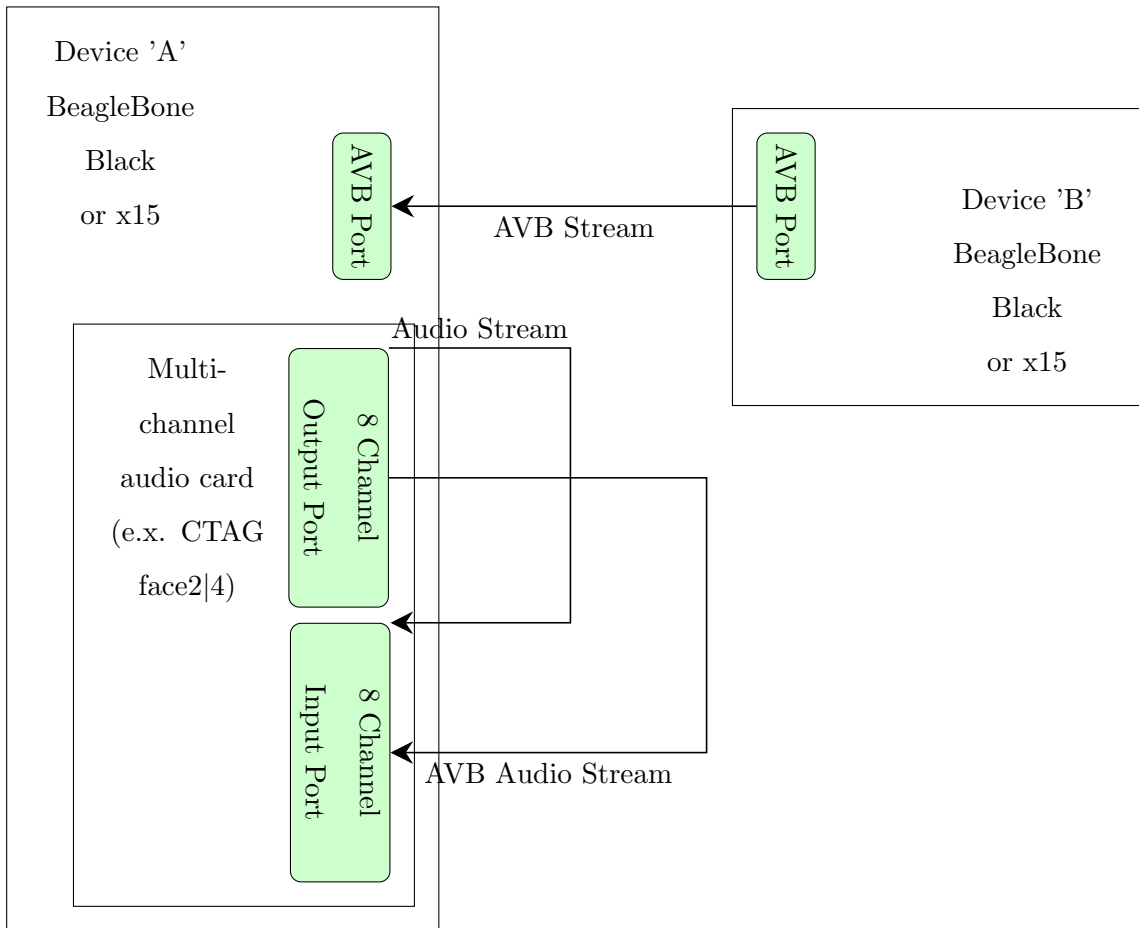 Device 'A'
BeagleBone
Black
or x15
AVB Port
AVB Stream
AVB Port
Device 'B'
BeagleBone
Black
or x15
Audio Stream
Multi-
channel
audio card
(e.x. CTAG
face2|4)
8 Channel
Output Port
8 Channel
Input Port
AVB Audio Stream